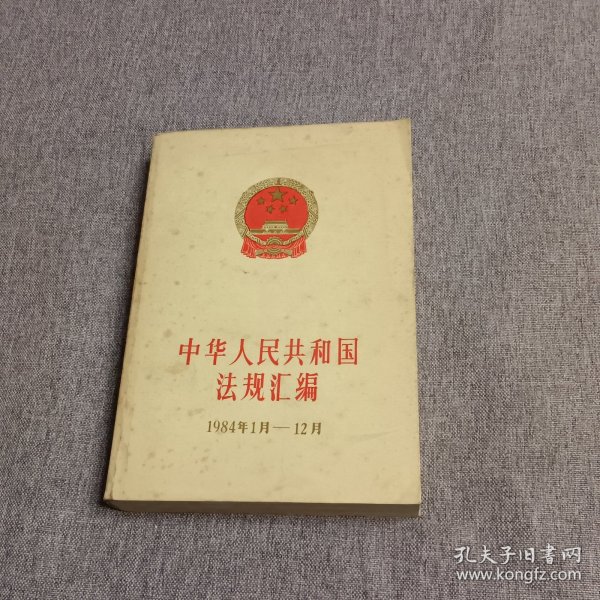 中华人民共和国
法规汇编
1984年1月—12月
孔夫子旧书网
www.kongfz.com